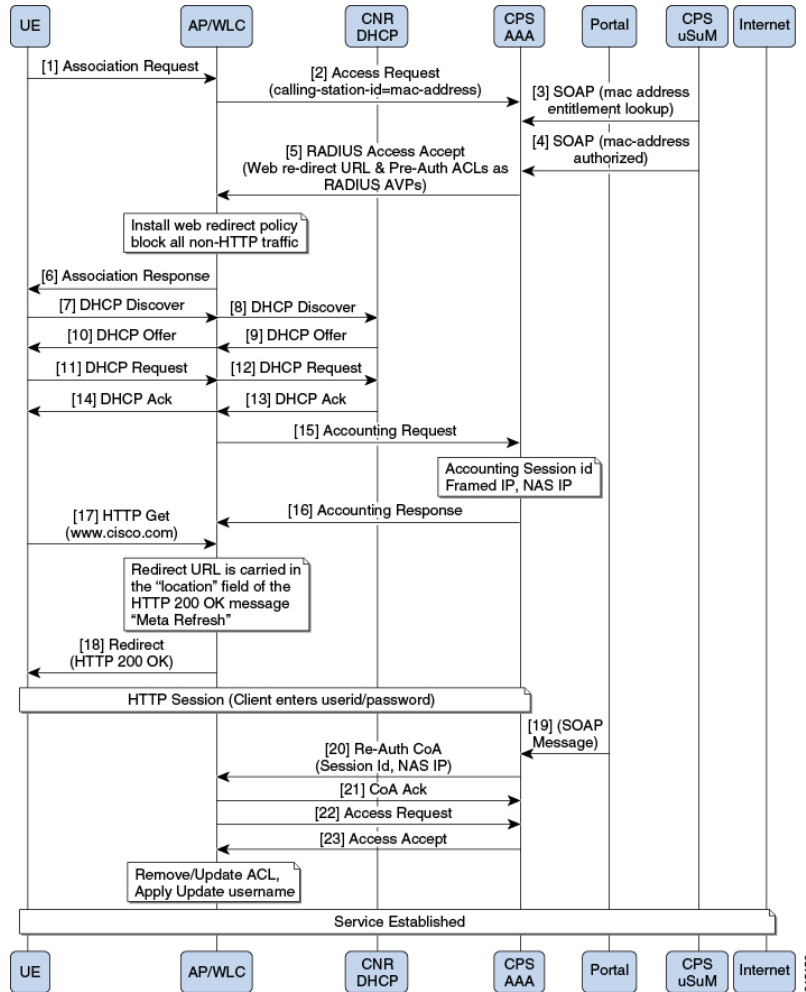 UE
AP/WLC
CNR
DHCP
CPS
AAA
Portal
CPS
uSuM
Internet
[1] Association Request
[2] Access Request
(calling-station-id=mac-address)
[3] SOAP (mac address
entitlement lookup)
[4] SOAP (mac-address
authorized)
[5] RADIUS Access Accept
(Web re-direct URL & Pre-Auth ACLs as
RADIUS AVPs)
Install web redirect policy
block all non-HTTP traffic
[6] Association Response
[7] DHCP Discover
[8] DHCP Discover
[10] DHCP Offer
[9] DHCP Offer
[11] DHCP Request
[12] DHCP Request
[14] DHCP Ack
[13] DHCP Ack
[15] Accounting Request
Accounting Session id
Framed IP, NAS IP
[16] Accounting Response
[17] HTTP Get
(www.cisco.com)
Redirect URL is carried in
the “location” field of the
HTTP 200 OK message
“Meta Refresh”
[18] Redirect
(HTTP 200 OK)
HTTP Session (Client enters userid/password)
[19] (SOAP
Message)
[20] Re-Auth CoA
(Session Id, NAS IP)
[21] CoA Ack
[22] Access Request
[23] Access Accept
Remove/Update ACL,
Apply Update username
Service Established
UE
AP/WLC
CNR
DHCP
CPS
AAA
Portal
CPS
uSuM
Internet